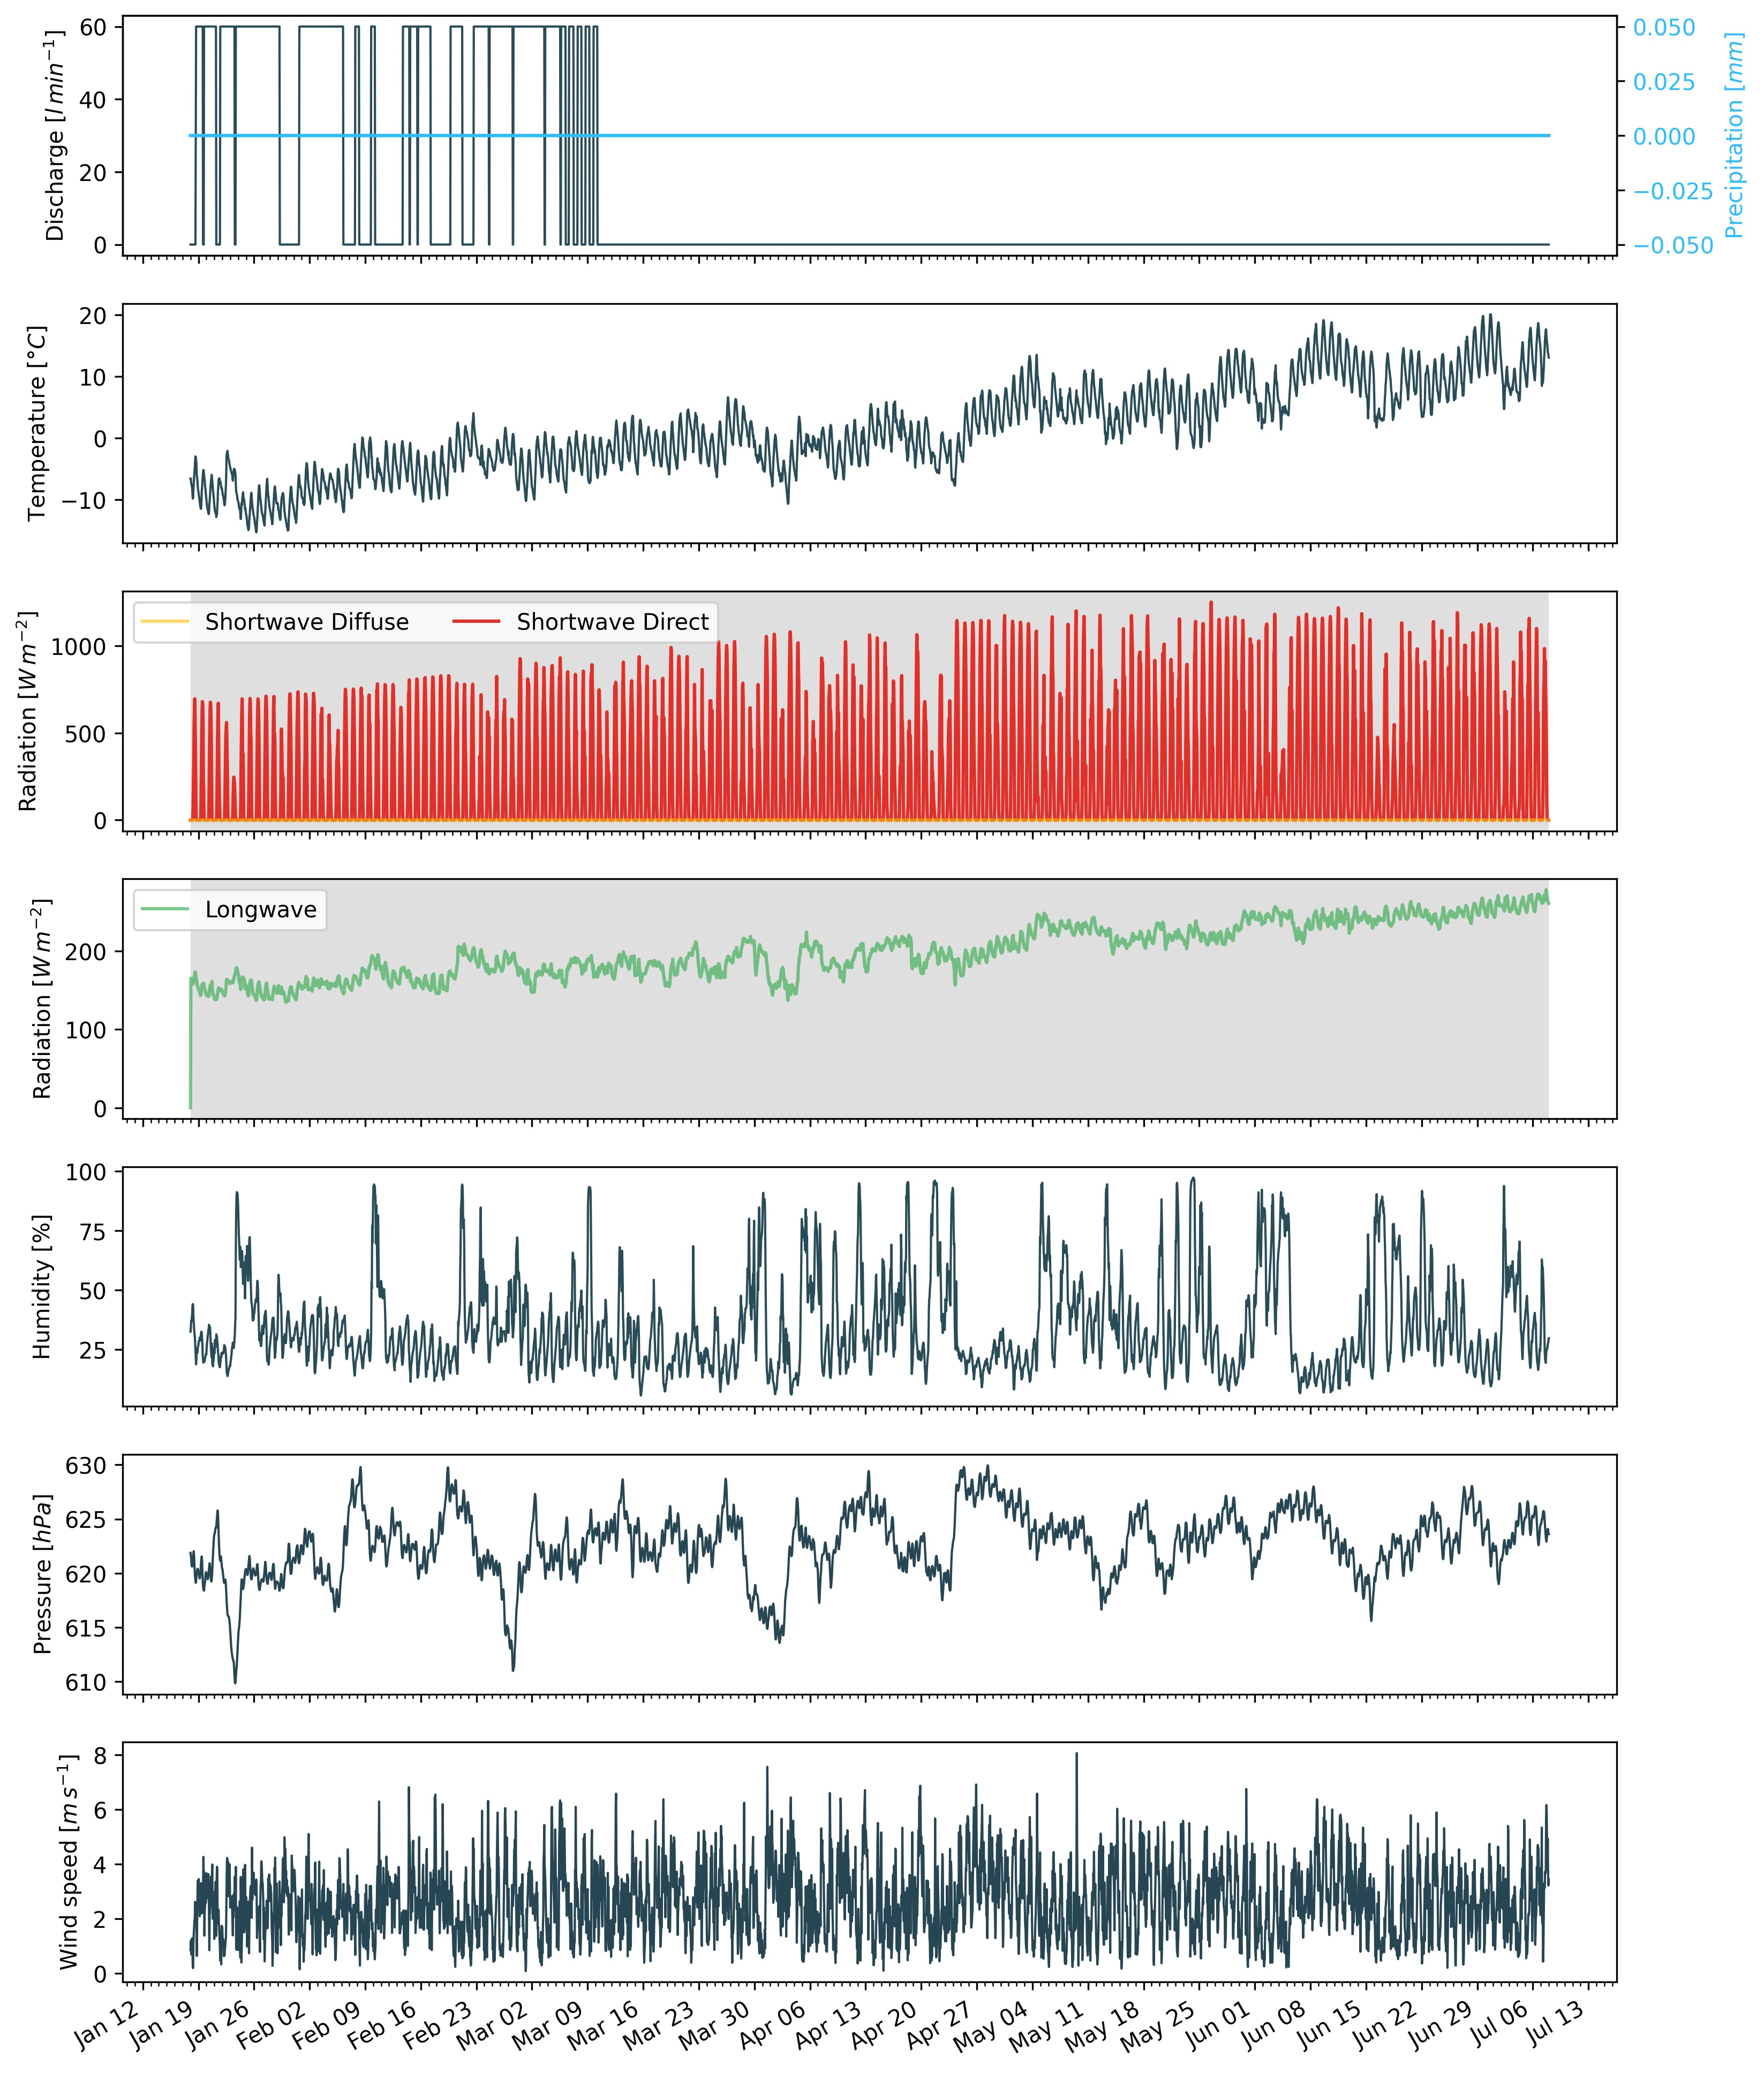 60
40
20
0
Discharge [l min⁻¹]
0.050
0.025
0.000
−0.025
−0.050
Precipitation [mm]
20
10
0
−10
Temperature [°C]
Shortwave Diffuse
Shortwave Direct
1000
500
0
Radiation [W m⁻²]
Longwave
200
100
0
Radiation [W m⁻²]
100
75
50
25
Humidity [%]
630
625
620
615
610
Pressure [hPa]
8
6
4
2
0
Wind speed [m s⁻¹]
Jan 12
Jan 19
Jan 26
Feb 02
Feb 09
Feb 16
Feb 23
Mar 02
Mar 09
Mar 16
Mar 23
Mar 30
Apr 06
Apr 13
Apr 20
Apr 27
May 04
May 11
May 18
May 25
Jun 01
Jun 08
Jun 15
Jun 22
Jun 29
Jul 06
Jul 13